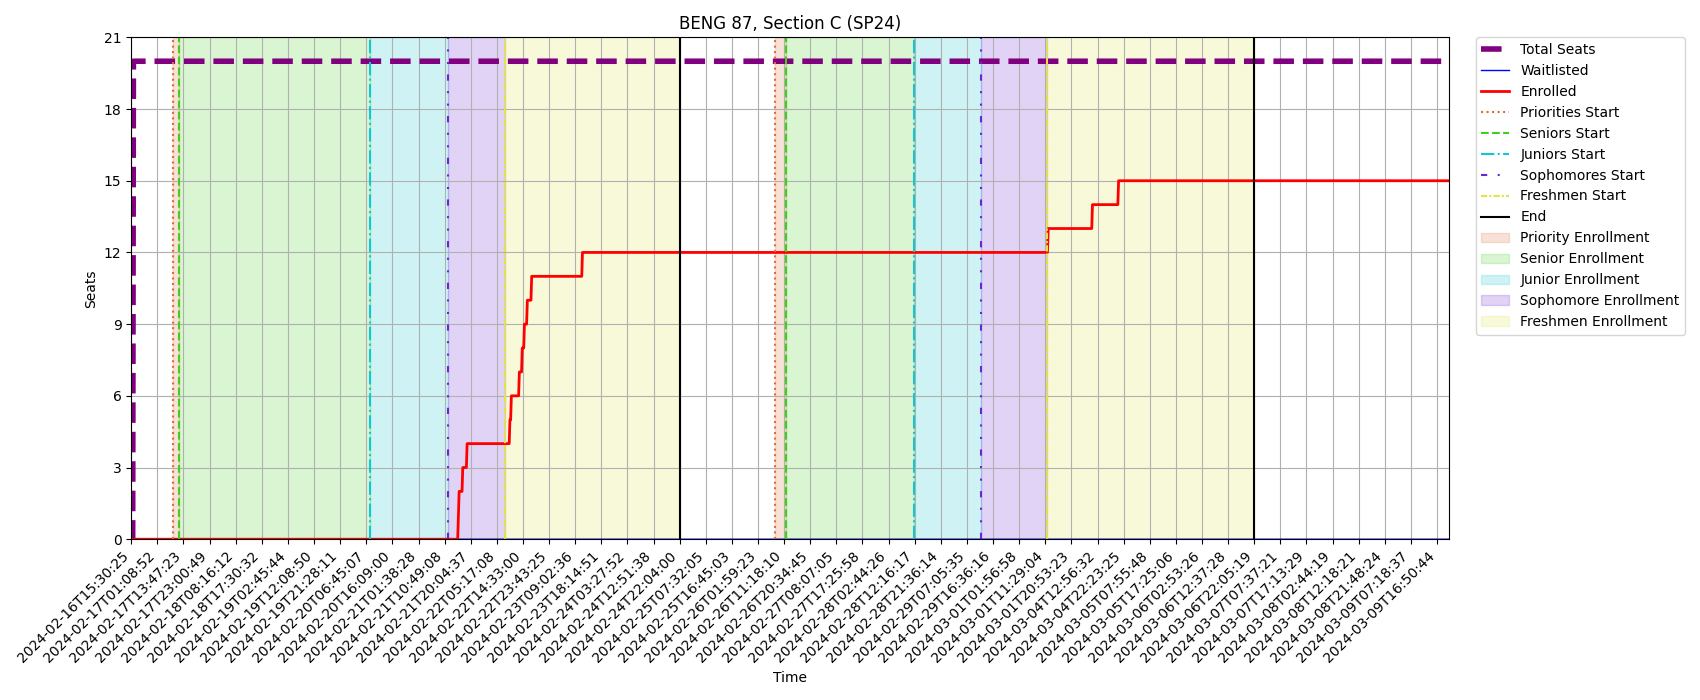 BENG 87, Section C (SP24)
21
18
15
12
9
6
3
0
Seats
2024-02-16T15:30:25
2024-02-17T01:08:52
2024-02-17T13:47:23
2024-02-17T23:00:49
2024-02-18T08:16:12
2024-02-18T17:30:32
2024-02-19T02:45:44
2024-02-19T12:08:50
2024-02-19T21:28:11
2024-02-20T06:45:07
2024-02-20T16:09:00
2024-02-21T01:38:28
2024-02-21T10:49:08
2024-02-21T20:04:37
2024-02-22T05:17:08
2024-02-22T14:33:00
2024-02-22T23:43:25
2024-02-23T09:02:36
2024-02-23T18:14:51
2024-02-24T03:27:52
2024-02-24T12:51:38
2024-02-24T22:04:00
2024-02-25T07:32:05
2024-02-25T16:45:03
2024-02-26T01:59:23
2024-02-26T11:18:10
2024-02-26T20:34:45
2024-02-27T08:07:05
2024-02-27T17:25:58
2024-02-28T02:44:26
2024-02-28T12:16:17
2024-02-28T21:36:14
2024-02-29T07:05:35
2024-02-29T16:36:16
2024-03-01T01:56:58
2024-03-01T11:29:04
2024-03-01T20:53:23
2024-03-04T12:56:32
2024-03-04T22:23:25
2024-03-05T07:55:48
2024-03-05T17:25:06
2024-03-06T02:53:26
2024-03-06T12:37:28
2024-03-06T22:05:19
2024-03-07T07:37:21
2024-03-07T17:13:29
2024-03-08T02:44:19
2024-03-08T12:18:21
2024-03-08T21:48:24
2024-03-09T07:18:37
2024-03-09T16:50:44
Time
Total Seats
Waitlisted
Enrolled
Priorities Start
Seniors Start
Juniors Start
Sophomores Start
Freshmen Start
End
Priority Enrollment
Senior Enrollment
Junior Enrollment
Sophomore Enrollment
Freshmen Enrollment